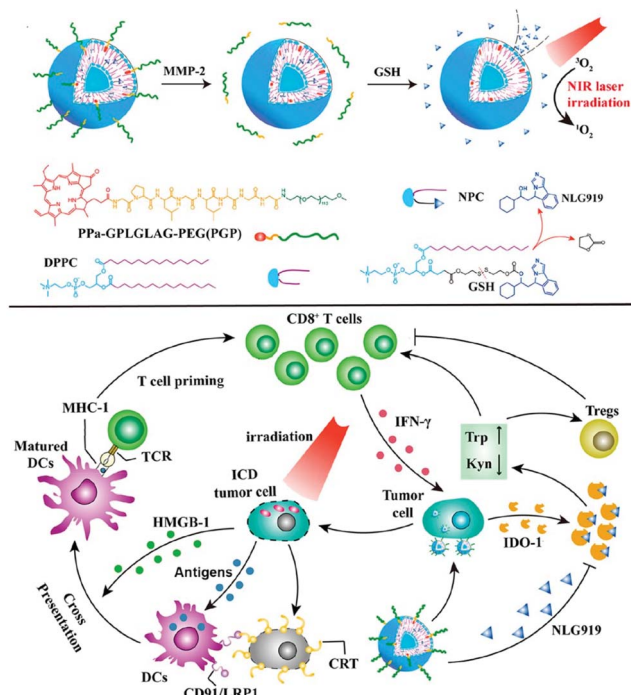 MMP-2
GSH
³O₂
NIR laser
irradiation
¹O₂
PPa-GPLGLAG-PEG(PGP)
NPC
NLG919
DPPC
GSH
CD8⁺ T cells
T cell priming
MHC-1
Matured
DCs
TCR
irradiation
IFN-γ
Trp
Kyn
Tregs
ICD
tumor cell
Tumor
cell
IDO-1
HMGB-1
Antigens
Cross
Presentation
DCs
CD91/LRP1
CRT
NLG919